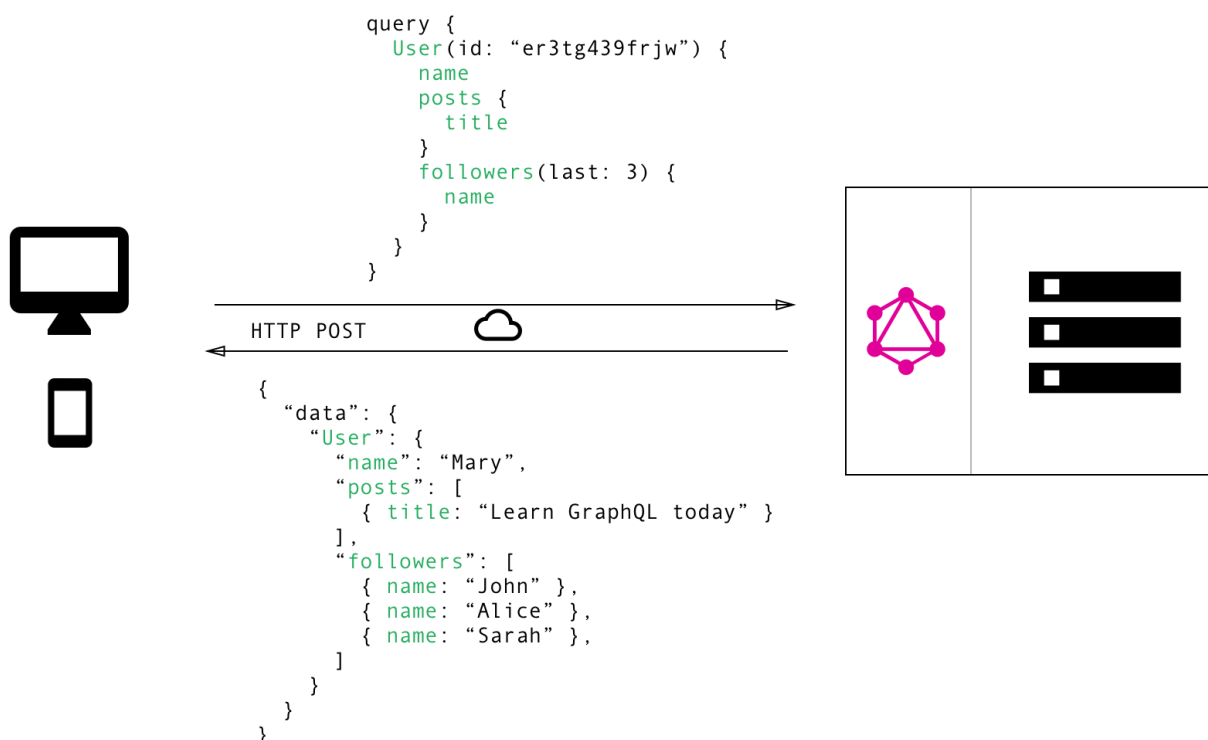 query {
  User(id: “er3tg439frjw”) {
    name
    posts {
      title
    }
    followers(last: 3) {
      name
    }
  }
}
HTTP POST
{
  “data”: {
    “User”: {
      “name”: “Mary”,
      “posts”: [
        { title: “Learn GraphQL today” }
      ],
      “followers”: [
        { name: “John” },
        { name: “Alice” },
        { name: “Sarah” },
      ]
    }
  }
}